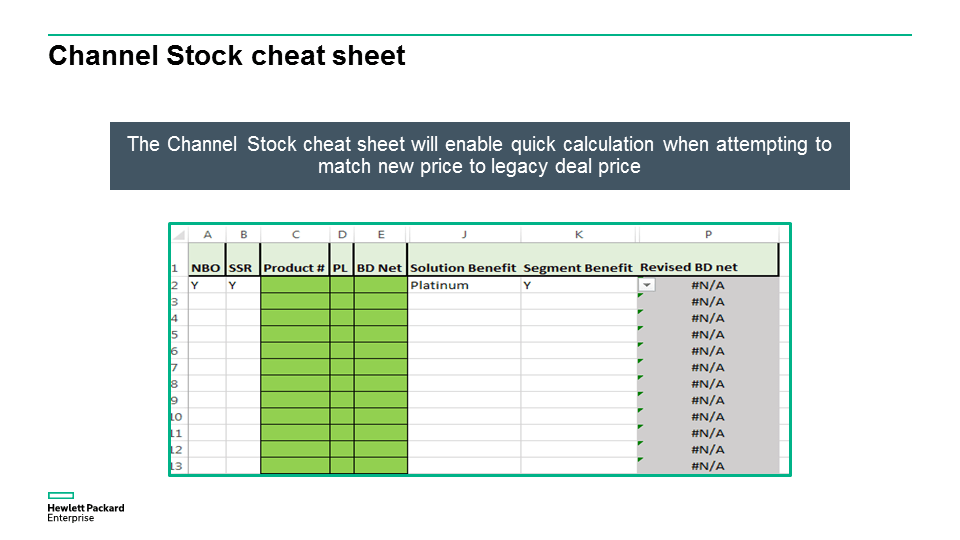 Channel Stock cheat sheet
The Channel Stock cheat sheet will enable quick calculation when attempting to
match new price to legacy deal price
A B C D E J K P
1 NBO SSR Product # PL BD Net Solution Benefit Segment Benefit Revised BD net
2 Y Y Platinum Y #N/A
3 #N/A
4 #N/A
5 #N/A
6 #N/A
7 #N/A
8 #N/A
9 #N/A
10 #N/A
11 #N/A
12 #N/A
13 #N/A
Hewlett Packard
Enterprise